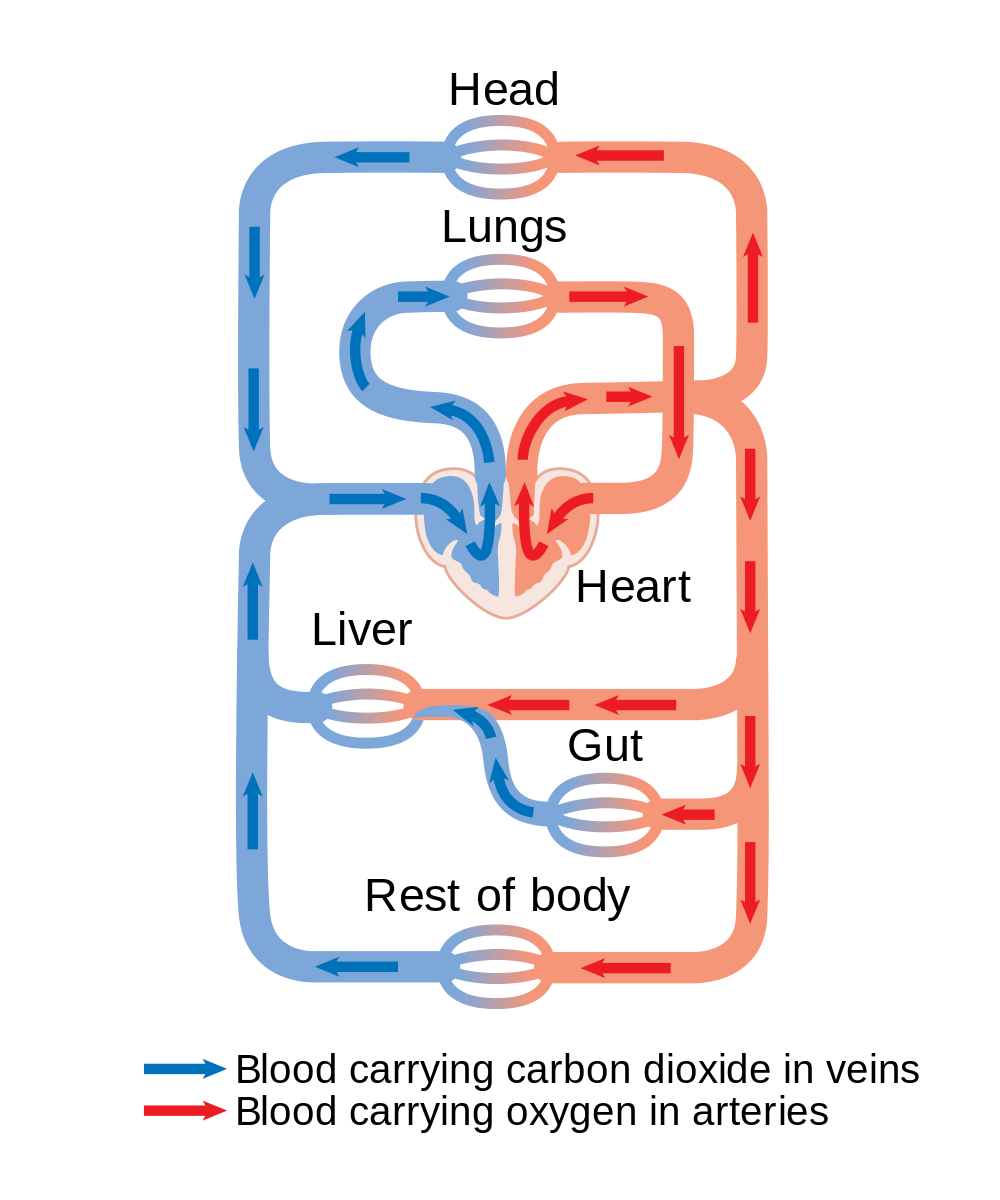 Head
Lungs
Heart
Liver
Gut
Rest of body
Blood carrying carbon dioxide in veins
Blood carrying oxygen in arteries